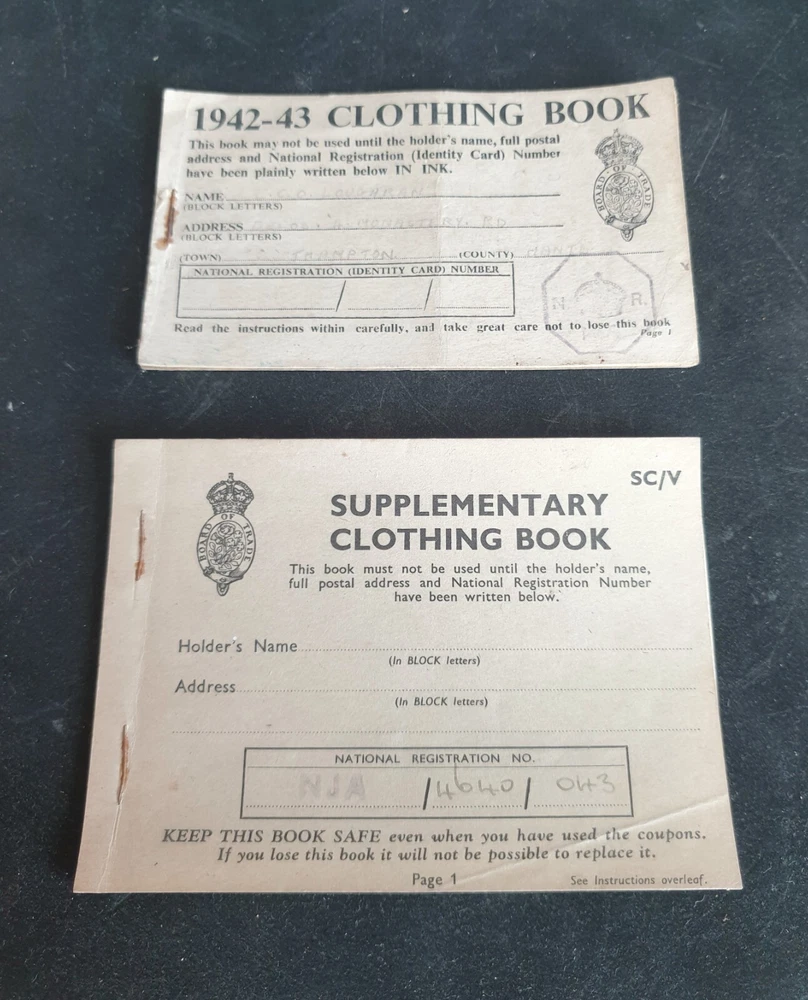 1942-43 CLOTHING BOOK
This book may not be used until the holder's name, full postal
address and National Registration (Identity Card) Number
have been plainly written below IN INK.
BOARD OF TRADE
NAME LOUGHRAN
(BLOCK LETTERS)
ADDRESS MONASTERY. RD
(BLOCK LETTERS)
(TOWN) (COUNTY) HANTS
NATIONAL REGISTRATION (IDENTITY CARD) NUMBER
/ /
N. R.
Read the instructions within carefully, and take great care not to lose this book
Page 1
SC/V
BOARD OF TRADE
SUPPLEMENTARY
CLOTHING BOOK
This book must not be used until the holder's name,
full postal address and National Registration Number
have been written below.
Holder's Name
(In BLOCK letters)
Address
(In BLOCK letters)
NATIONAL REGISTRATION NO.
NJA / 4640 / 043
KEEP THIS BOOK SAFE even when you have used the coupons.
If you lose this book it will not be possible to replace it.
Page 1
See Instructions overleaf.